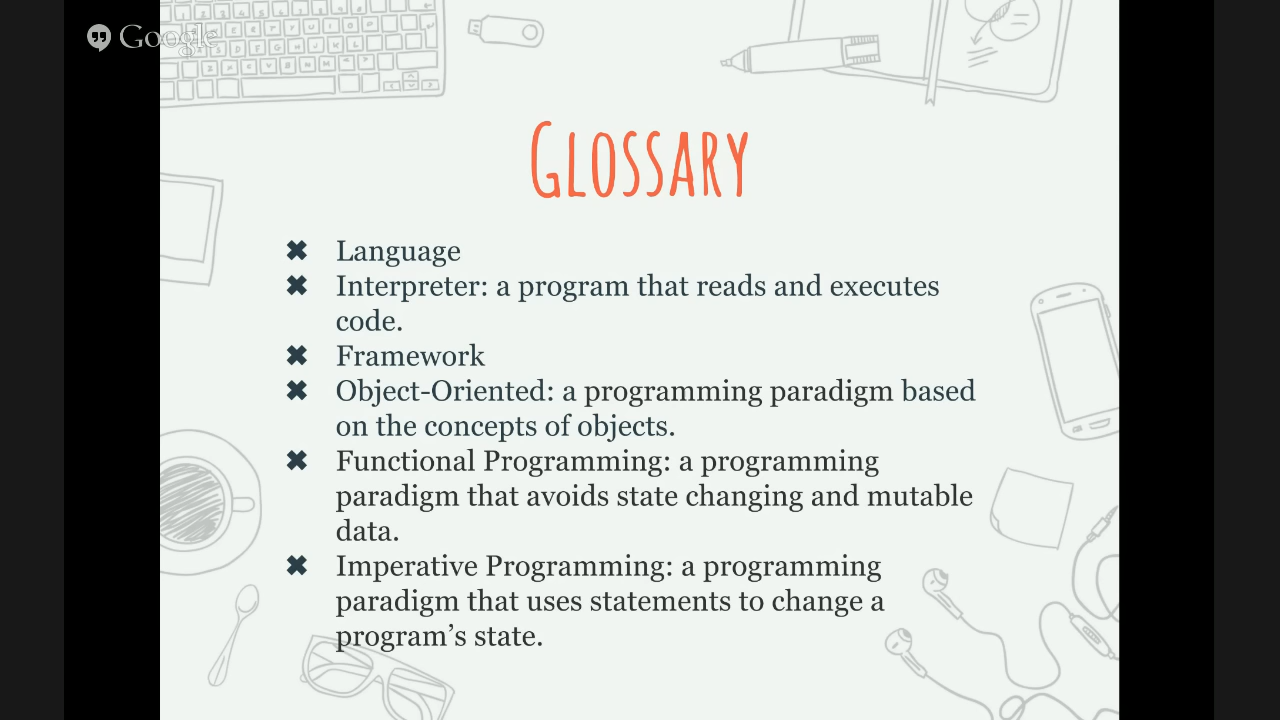 Google
Glossary
✖ Language
✖ Interpreter: a program that reads and executes
code.
✖ Framework
✖ Object-Oriented: a programming paradigm based
on the concepts of objects.
✖ Functional Programming: a programming
paradigm that avoids state changing and mutable
data.
✖ Imperative Programming: a programming
paradigm that uses statements to change a
program’s state.